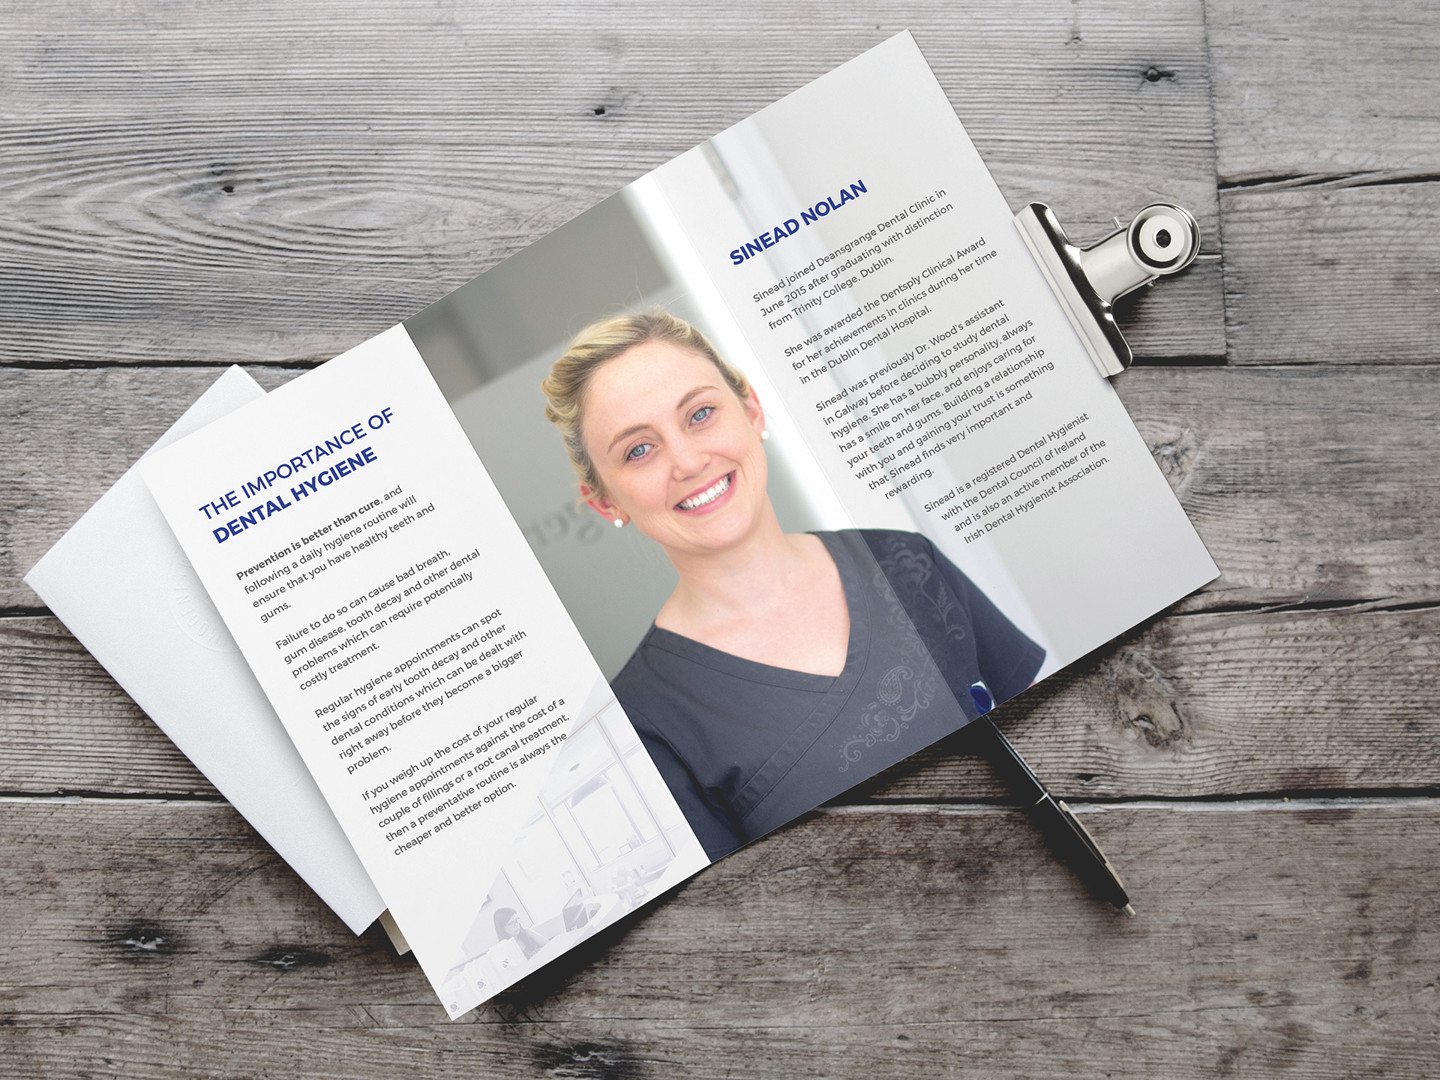 THE IMPORTANCE OF
DENTAL HYGIENE
Prevention is better than cure, and
following a daily hygiene routine will
ensure that you have healthy teeth and
gums.
Failure to do so can cause bad breath,
gum disease, tooth decay and other dental
problems which can require potentially
costly treatment.
Regular hygiene appointments can spot
the signs of early tooth decay and other
dental conditions which can be dealt with
right away before they become a bigger
problem.
If you weigh up the cost of your regular
hygiene appointments against the cost of a
couple of fillings or a root canal treatment,
then a preventative routine is always the
cheaper and better option.
SINEAD NOLAN
Sinead joined Deansgrange Dental Clinic in
June 2015 after graduating with distinction
from Trinity College, Dublin.
She was awarded the Dentsply Clinical Award
for her achievements in clinics during her time
in the Dublin Dental Hospital.
Sinead was previously Dr. Wood's assistant
in Galway before deciding to study dental
hygiene. She has a bubbly personality, always
has a smile on her face, and enjoys caring for
your teeth and gums. Building a relationship
with you and gaining your trust is something
that Sinead finds very important and
rewarding.
Sinead is a registered Dental Hygienist
with the Dental Council of Ireland
and is also an active member of the
Irish Dental Hygienist Association.